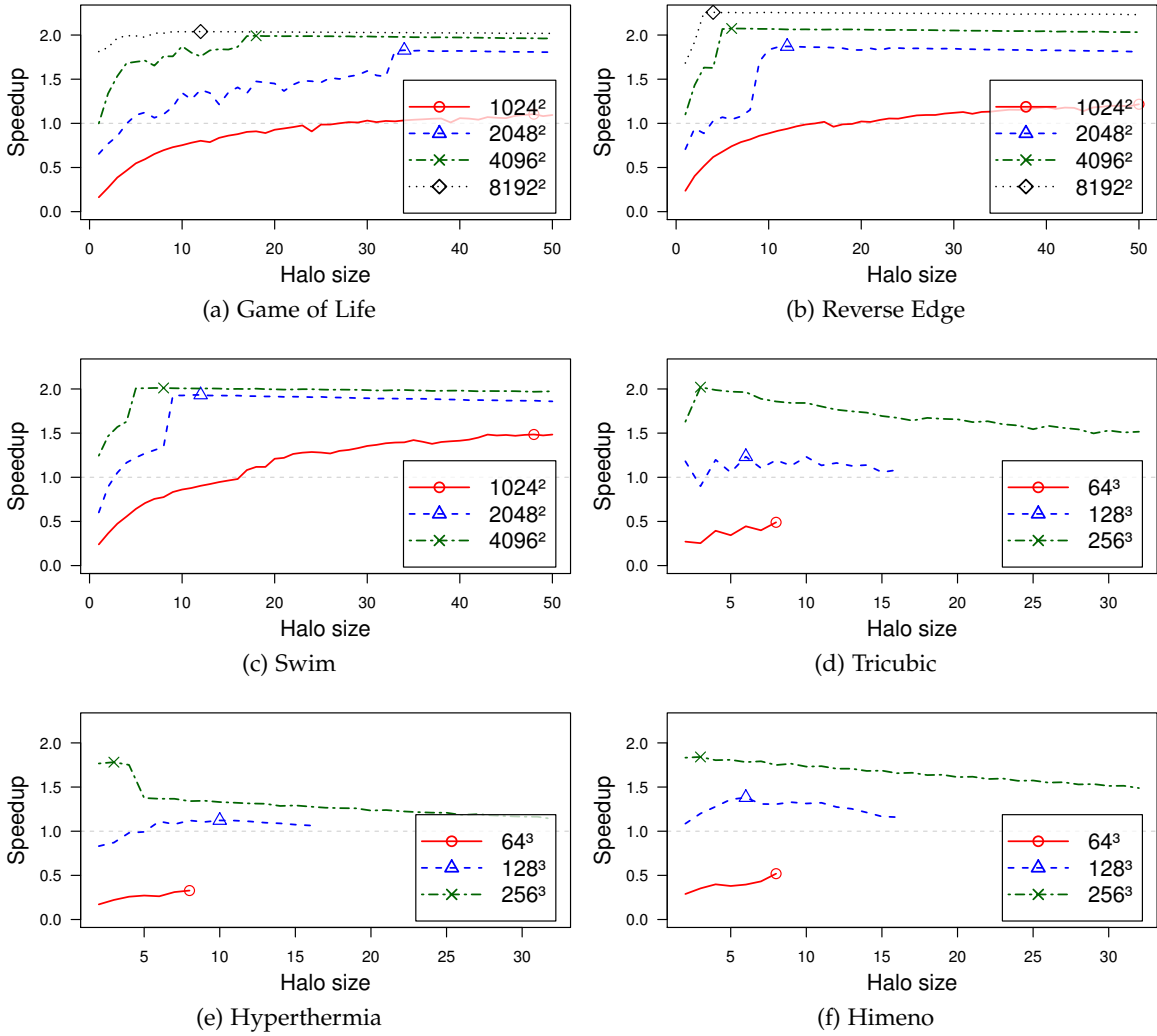 Speedup
2.0
1.5
1.0
0.5
0.0
1024²
2048²
4096²
8192²
0 10 20 30 40 50
Halo size
(a) Game of Life
Speedup
2.0
1.5
1.0
0.5
0.0
1024²
2048²
4096²
8192²
0 10 20 30 40 50
Halo size
(b) Reverse Edge
Speedup
2.0
1.5
1.0
0.5
0.0
1024²
2048²
4096²
0 10 20 30 40 50
Halo size
(c) Swim
Speedup
2.0
1.5
1.0
0.5
0.0
64³
128³
256³
5 10 15 20 25 30
Halo size
(d) Tricubic
Speedup
2.0
1.5
1.0
0.5
0.0
64³
128³
256³
5 10 15 20 25 30
Halo size
(e) Hyperthermia
Speedup
2.0
1.5
1.0
0.5
0.0
64³
128³
256³
5 10 15 20 25 30
Halo size
(f) Himeno